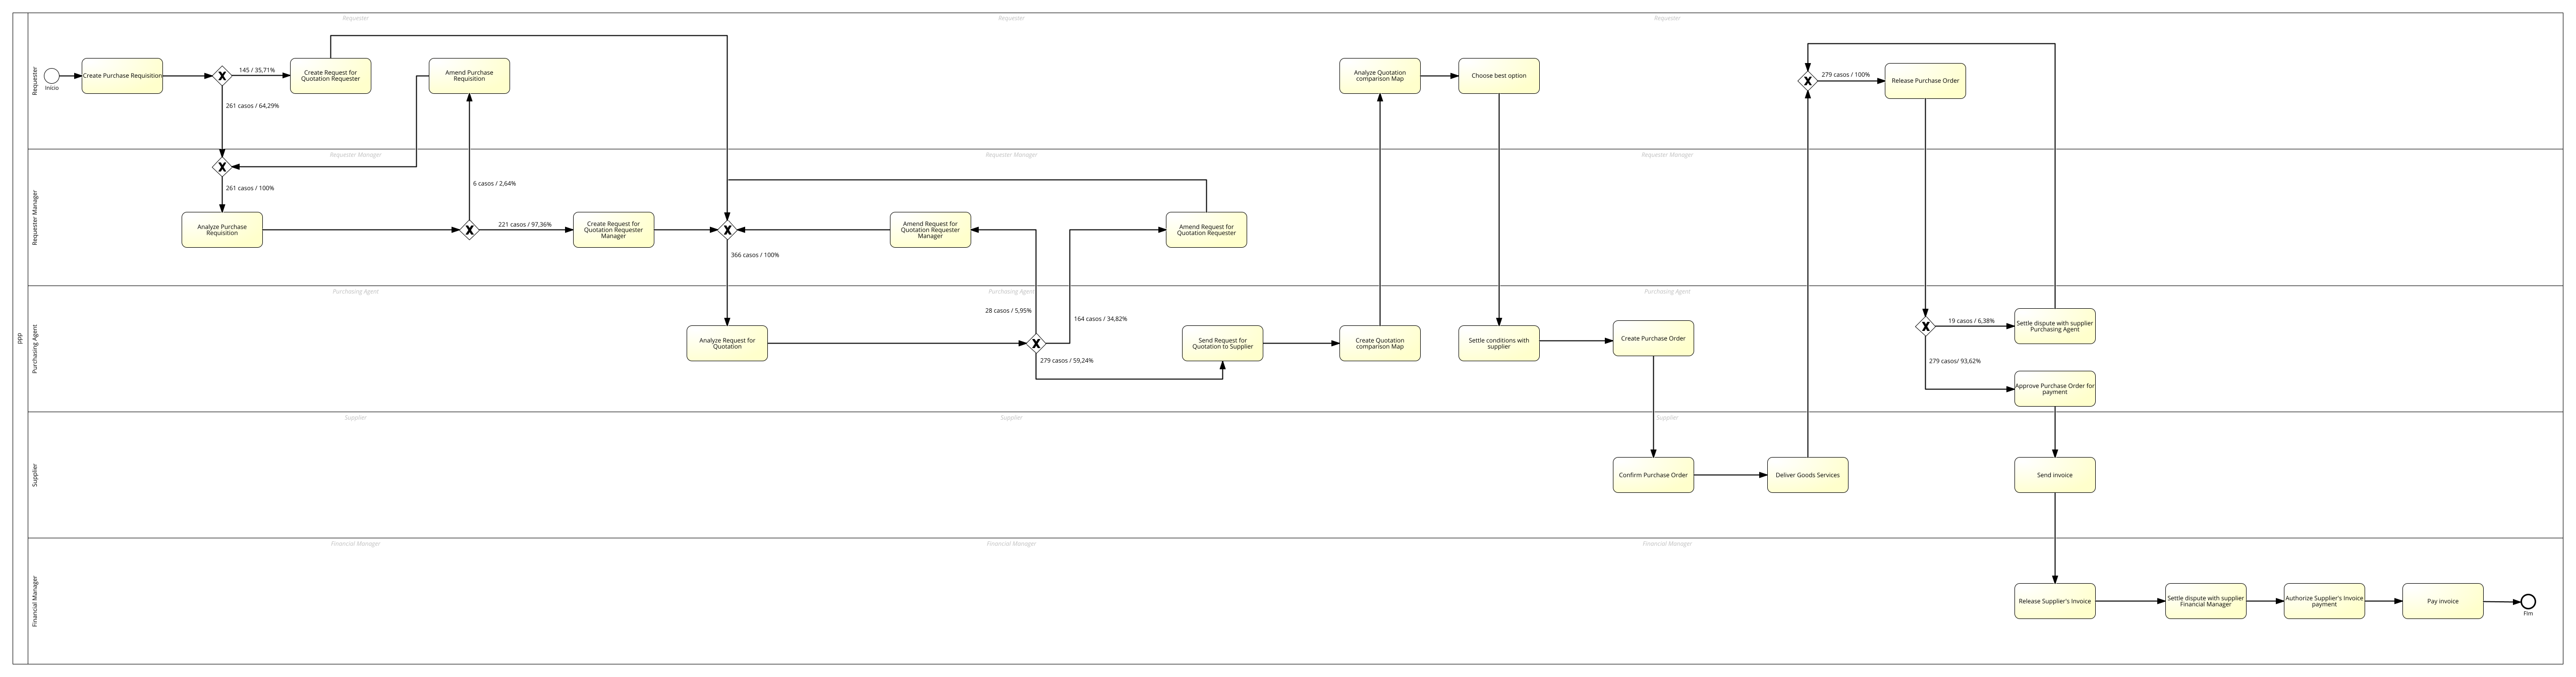 Requester
Requester
Requester
ppp
Requester
Início
Create Purchase Requisition
145 / 35,71%
261 casos / 64,29%
Create Request for
Quotation Requester
Amend Purchase
Requisition
Analyze Quotation
comparison Map
Choose best option
279 casos / 100%
Release Purchase Order
Requester Manager
Requester Manager
Requester Manager
Requester Manager
261 casos / 100%
6 casos / 2,64%
Analyze Purchase
Requisition
221 casos / 97,36%
Create Request for
Quotation Requester
Manager
366 casos / 100%
Amend Request for
Quotation Requester
Manager
Amend Request for
Quotation Requester
Purchasing Agent
Purchasing Agent
Purchasing Agent
Purchasing Agent
28 casos / 5,95%
164 casos / 34,82%
279 casos / 59,24%
Analyze Request for
Quotation
Send Request for
Quotation to Supplier
Create Quotation
comparison Map
Settle conditions with
supplier
Create Purchase Order
19 casos / 6,38%
Settle dispute with supplier
Purchasing Agent
279 casos/ 93,62%
Approve Purchase Order for
payment
Supplier
Supplier
Supplier
Supplier
Confirm Purchase Order
Deliver Goods Services
Send invoice
Financial Manager
Financial Manager
Financial Manager
Financial Manager
Release Supplier's Invoice
Settle dispute with supplier
Financial Manager
Authorize Supplier's Invoice
payment
Pay invoice
Fim